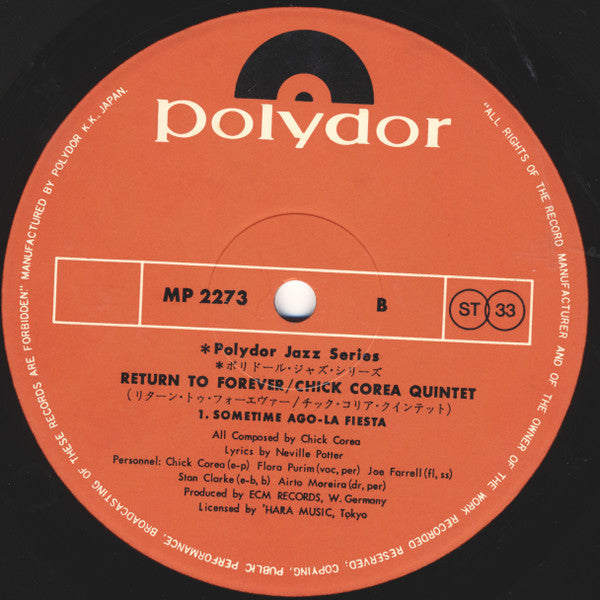 polydor
MP 2273 B ST 33
*Polydor Jazz Series
*ポリドール・ジャズ・シリーズ
RETURN TO FOREVER/CHICK COREA QUINTET
(リターン・トゥ・フォーエヴァー/チック・コリア・クインテット)
1. SOMETIME AGO-LA FIESTA
All Composed by Chick Corea
Lyrics by Neville Potter
Personnel: Chick Corea(e-p) Flora Purim(voc, per) Joe Farrell(fl, ss)
Stan Clarke(e-b, b) Airto Moreira(dr, per)
Produced by ECM RECORDS, W. Germany
Licensed by 'HARA MUSIC, Tokyo
"ALL RIGHTS OF THE RECORD MANUFACTURER AND OF THE OWNER OF THE WORK RECORDED RESERVED; COPYING, PUBLIC PERFORMANCE, BROADCASTING OF THESE RECORDS ARE FORBIDDEN" MANUFACTURED BY POLYDOR K.K., JAPAN.